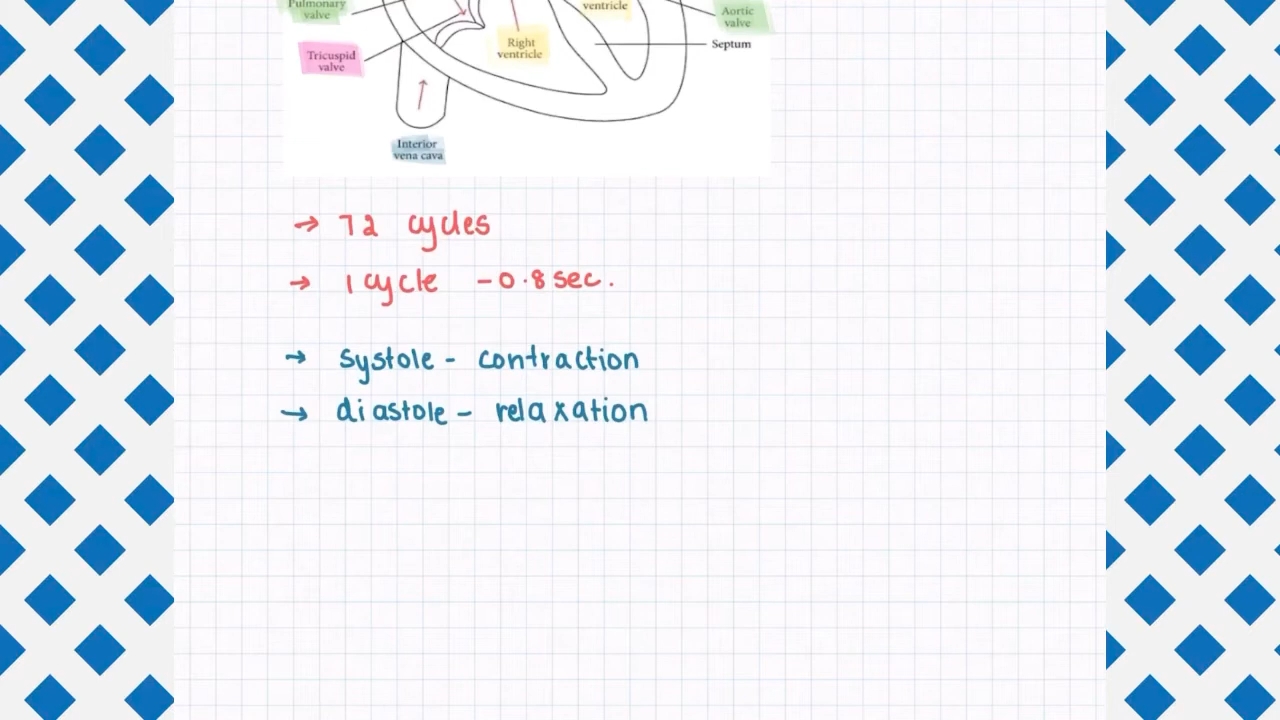 Pulmonary
valve
ventricle
Aortic
valve
Tricuspid
valve
Right
ventricle
Septum
Interior
vena cava
→ 72 cycles
→ 1 cycle - 0.8 sec.
→ systole - contraction
→ diastole - relaxation